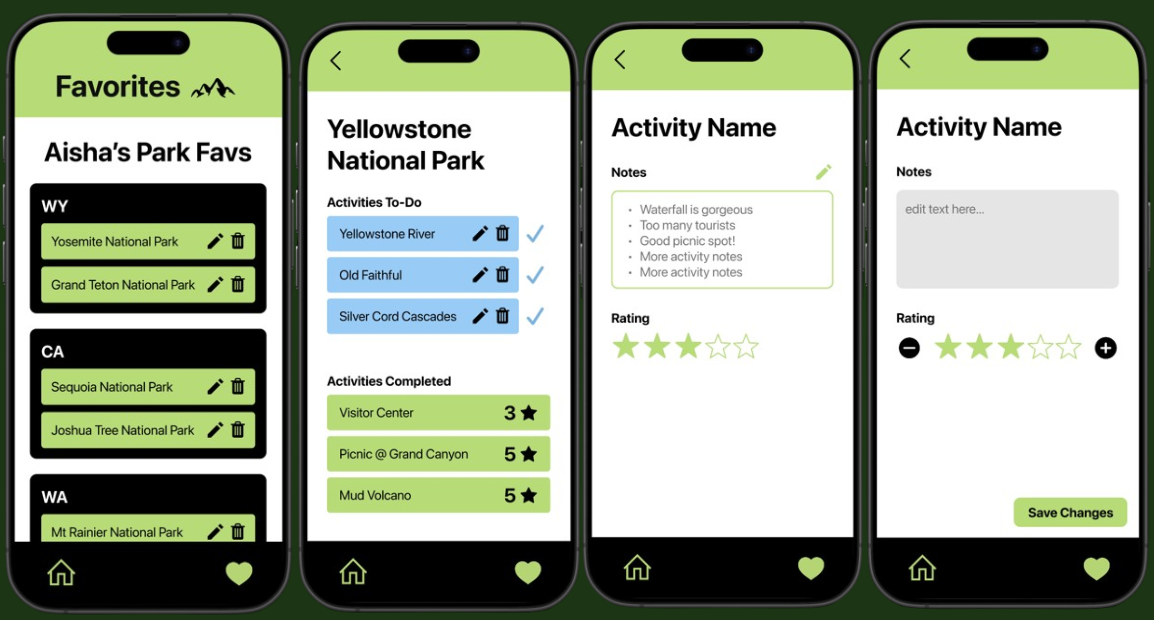 Favorites
Aisha's Park Favs
WY
Yosemite National Park
Grand Teton National Park
CA
Sequoia National Park
Joshua Tree National Park
WA
Mt Rainier National Park
Yellowstone
National Park
Activities To-Do
Yellowstone River
Old Faithful
Silver Cord Cascades
Activities Completed
Visitor Center 3
Picnic @ Grand Canyon 5
Mud Volcano 5
Activity Name
Notes
• Waterfall is gorgeous
• Too many tourists
• Good picnic spot!
• More activity notes
• More activity notes
Rating
Activity Name
Notes
edit text here...
Rating
Save Changes